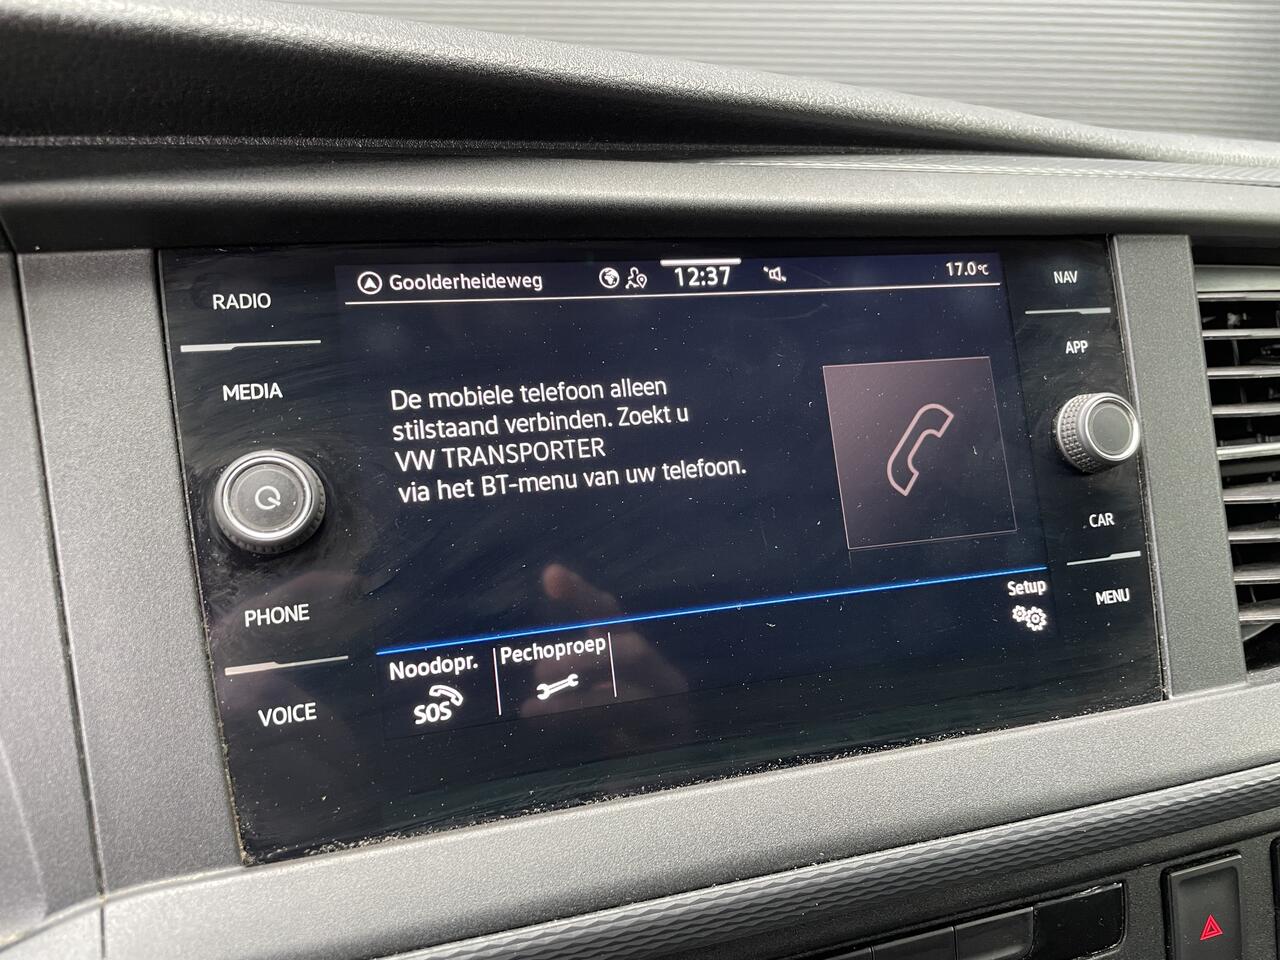 RADIO
MEDIA
PHONE
VOICE
Goolderheideweg
12:37
17.0°C
De mobiele telefoon alleen
stilstaand verbinden. Zoekt u
VW TRANSPORTER
via het BT-menu van uw telefoon.
Setup
Noodopr.
SOS
Pechoproep
NAV
APP
CAR
MENU